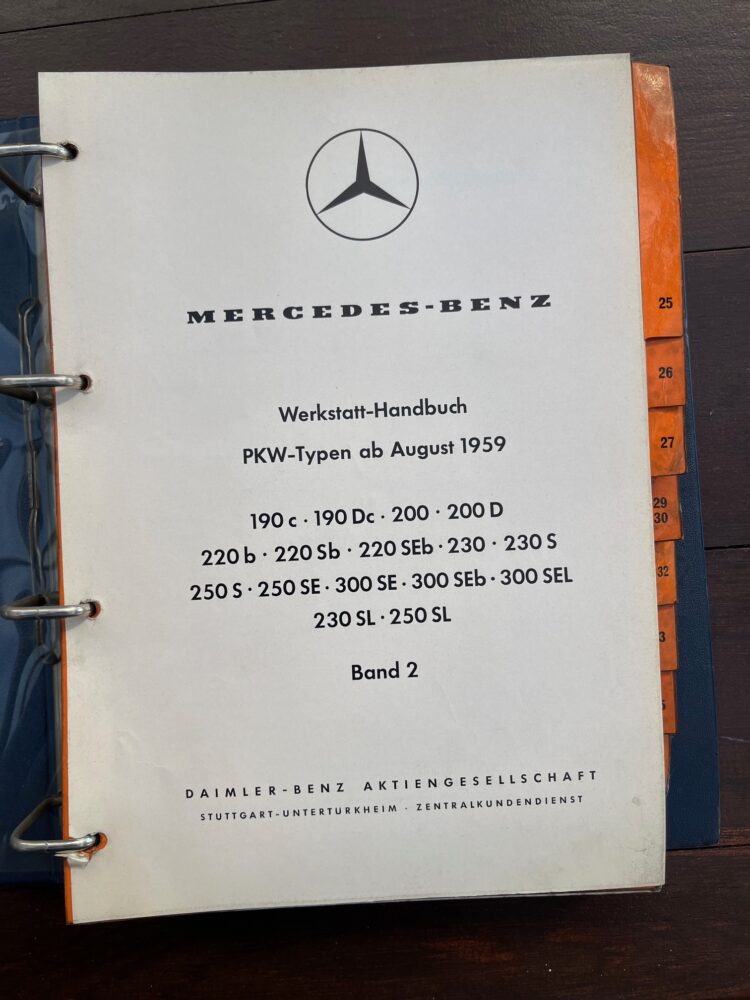 MERCEDES-BENZ
Werkstatt-Handbuch
PKW-Typen ab August 1959
190 c · 190 Dc · 200 · 200 D
220 b · 220 Sb · 220 SEb · 230 · 230 S
250 S · 250 SE · 300 SE · 300 SEb · 300 SEL
230 SL · 250 SL
Band 2
DAIMLER-BENZ AKTIENGESELLSCHAFT
STUTTGART-UNTERTÜRKHEIM · ZENTRALKUNDENDIENST
25
26
27
29
30
32
3